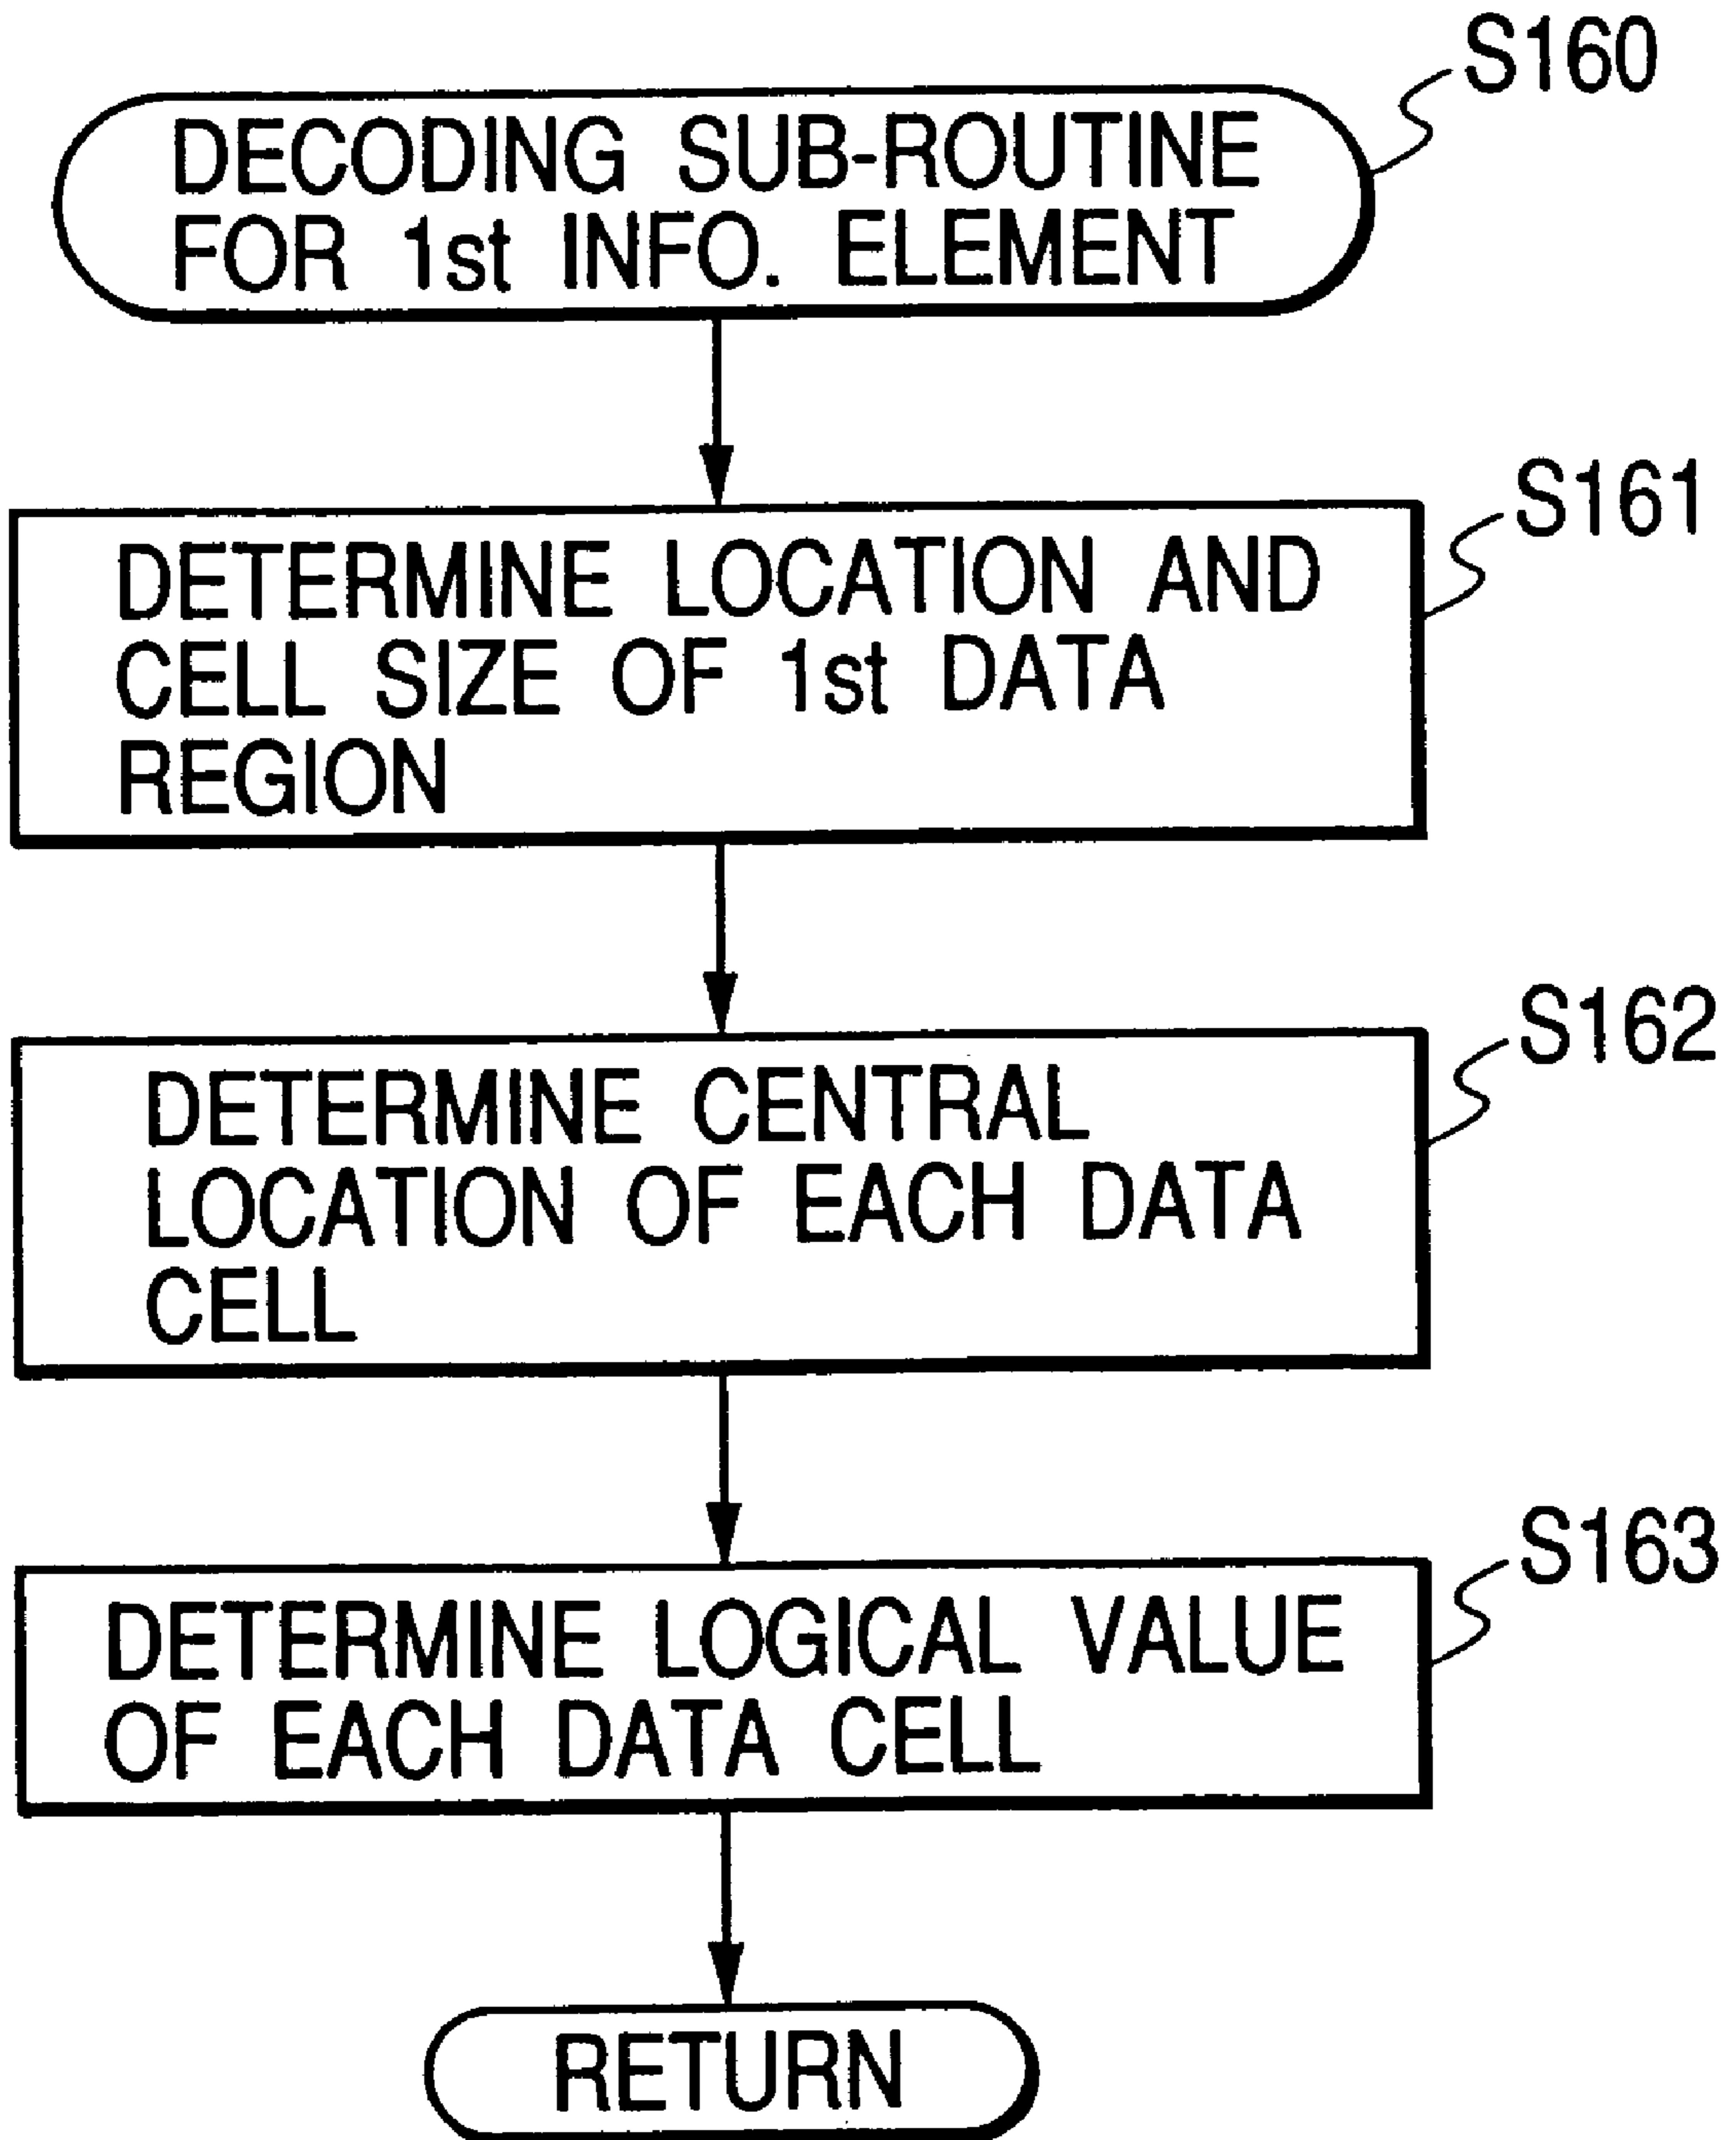 S160
DECODING SUB-ROUTINE
FOR 1st INFO. ELEMENT
S161
DETERMINE LOCATION AND
CELL SIZE OF 1st DATA
REGION
S162
DETERMINE CENTRAL
LOCATION OF EACH DATA
CELL
S163
DETERMINE LOGICAL VALUE
OF EACH DATA CELL
RETURN